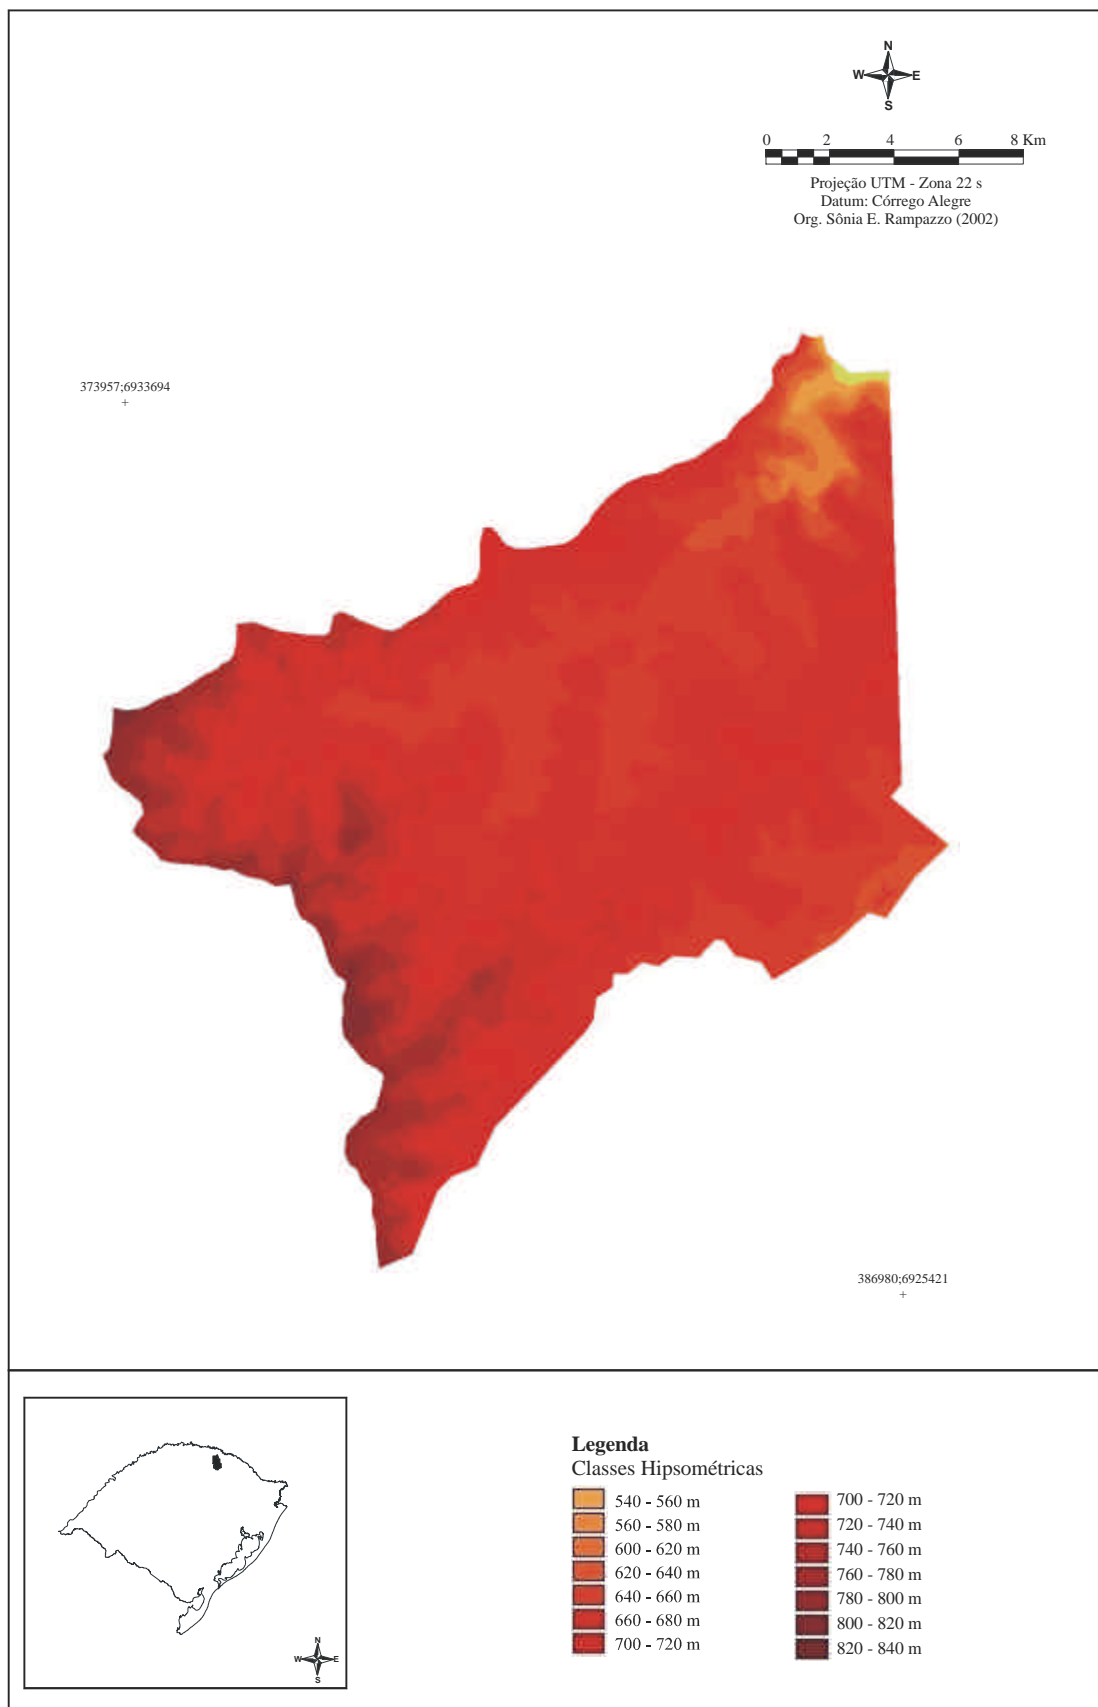 N
W E
S
0 2 4 6 8 Km
Projeção UTM - Zona 22 s
Datum: Córrego Alegre
Org. Sônia E. Rampazzo (2002)
373957;6933694
+
386980;6925421
+
N
W E
S
Legenda
Classes Hipsométricas
540 - 560 m
560 - 580 m
600 - 620 m
620 - 640 m
640 - 660 m
660 - 680 m
700 - 720 m
700 - 720 m
720 - 740 m
740 - 760 m
760 - 780 m
780 - 800 m
800 - 820 m
820 - 840 m